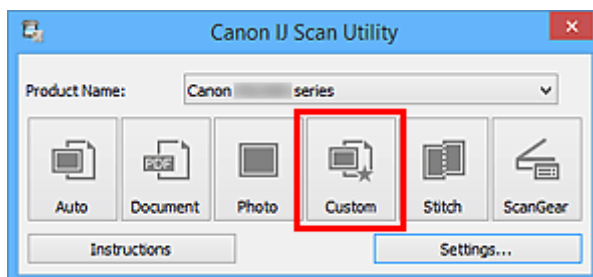 Canon IJ Scan Utility
Product Name: Canon series
PDF
Auto Document Photo Custom Stitch ScanGear
Instructions Settings...